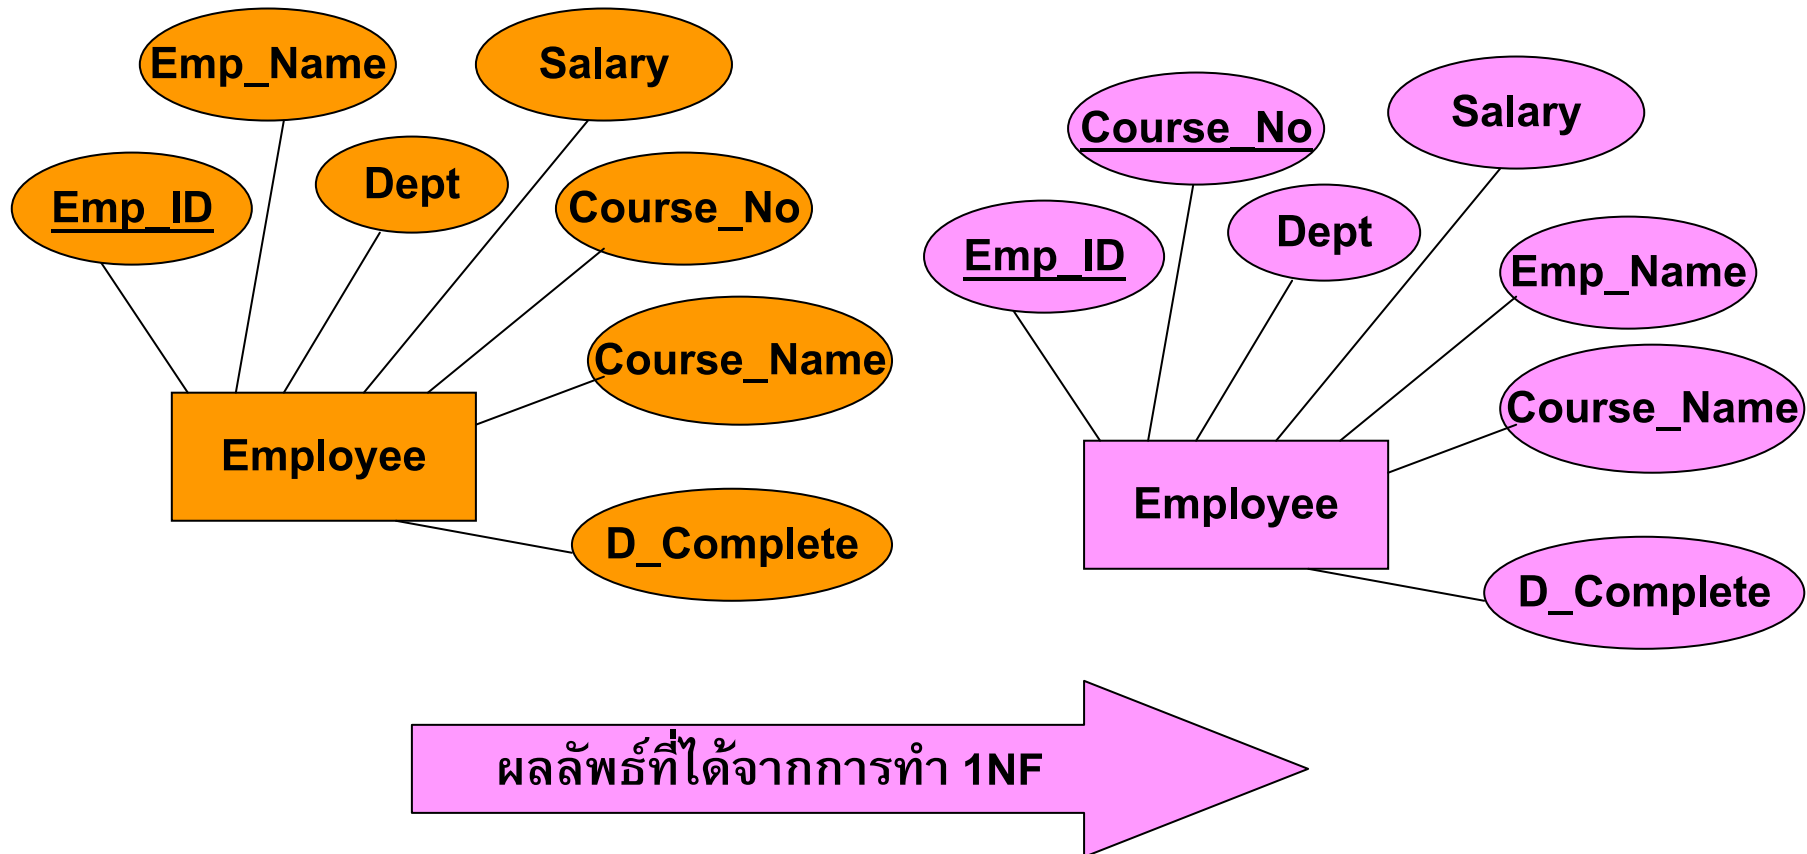 Emp_Name
Salary
Emp_ID
Dept
Course_No
Course_Name
Employee
D_Complete
Course_No
Salary
Emp_ID
Dept
Emp_Name
Course_Name
Employee
D_Complete
ผลลัพธ์ที่ได้จากการทำ 1NF